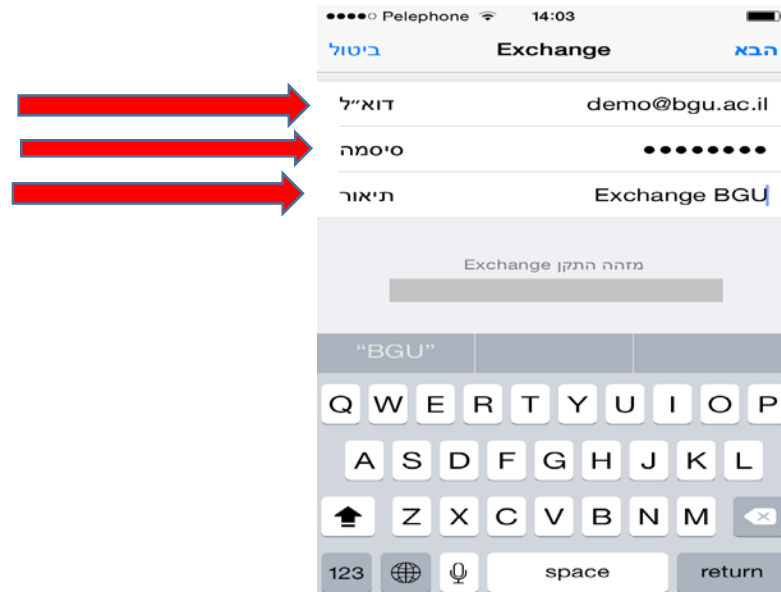 Pelephone 14:03
ביטול Exchange הבא
דוא״ל demo@bgu.ac.il
סיסמה ••••••••
תיאור Exchange BGU
מזהה התקן Exchange
“BGU”
Q W E R T Y U I O P
A S D F G H J K L
Z X C V B N M
123 space return